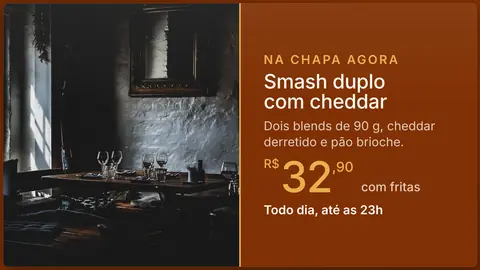 NA CHAPA AGORA
Smash duplo
com cheddar
Dois blends de 90 g, cheddar
derretido e pão brioche.
R$ 32,90 com fritas
Todo dia, até as 23h